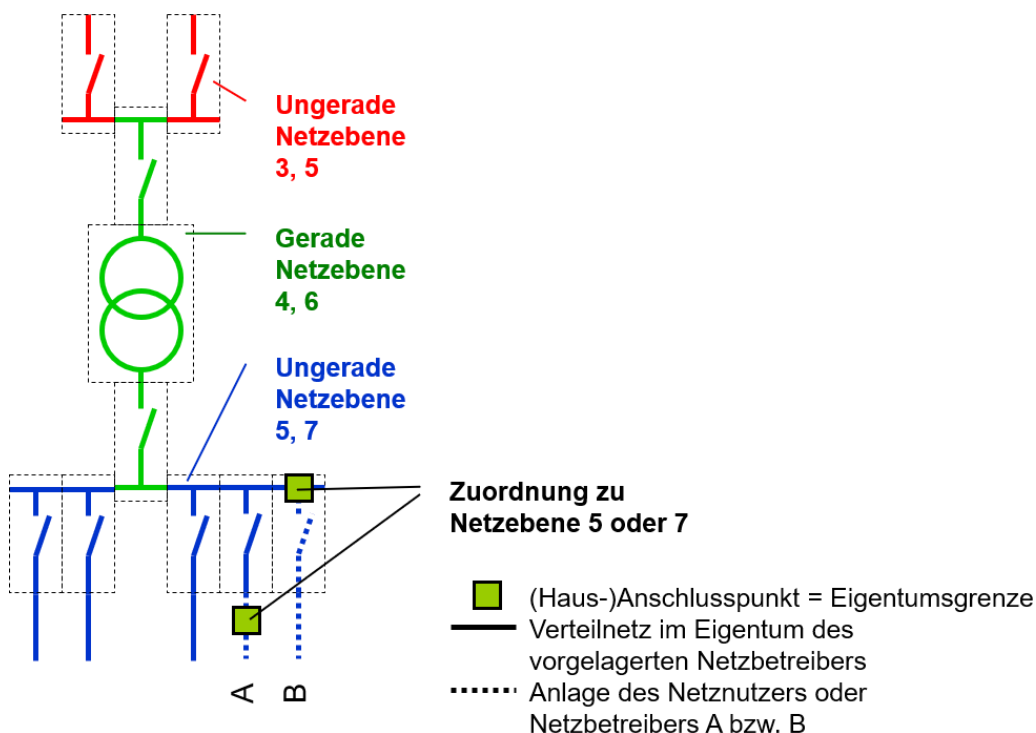 Ungerade
Netzebene
3, 5
Gerade
Netzebene
4, 6
Ungerade
Netzebene
5, 7
Zuordnung zu
Netzebene 5 oder 7
(Haus-)Anschlusspunkt = Eigentumsgrenze
Verteilnetz im Eigentum des
vorgelagerten Netzbetreibers
Anlage des Netznutzers oder
Netzbetreibers A bzw. B
A
B